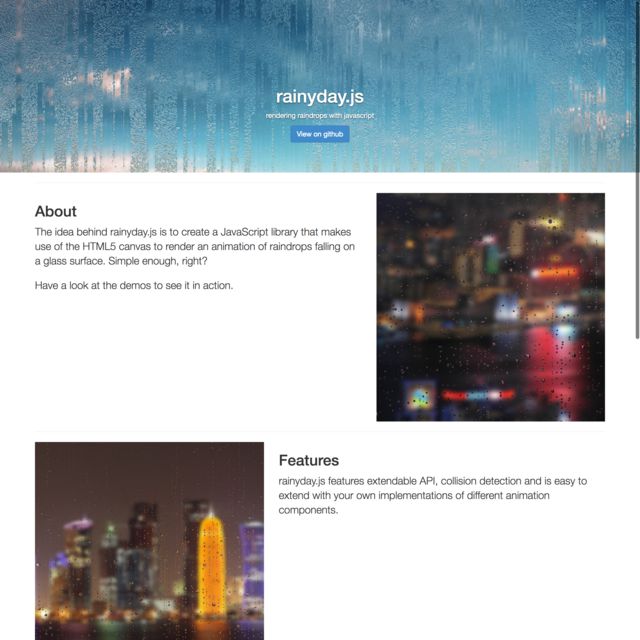 rainyday.js
rendering raindrops with javascript
View on github
About
The idea behind rainyday.js is to create a JavaScript library that makes
use of the HTML5 canvas to render an animation of raindrops falling on
a glass surface. Simple enough, right?
Have a look at the demos to see it in action.
Features
rainyday.js features extendable API, collision detection and is easy to
extend with your own implementations of different animation
components.